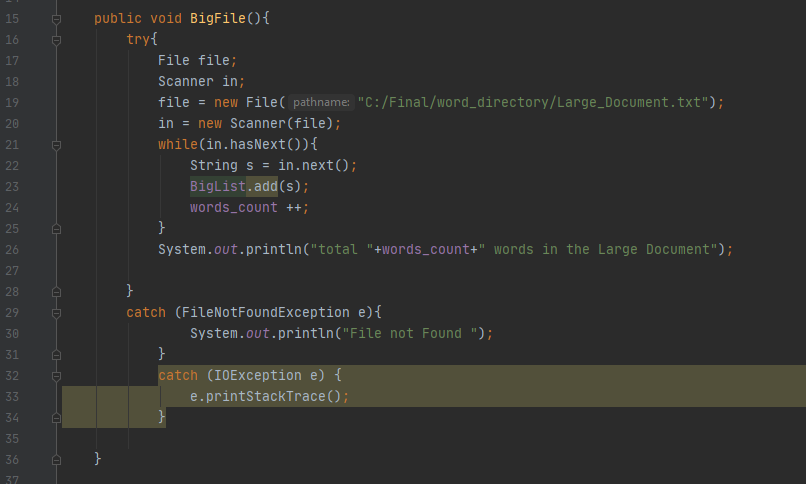 15 public void BigFile(){
16 try{
17 File file;
18 Scanner in;
19 file = new File( pathname: "C:/Final/word_directory/Large_Document.txt");
20 in = new Scanner(file);
21 while(in.hasNext()){
22 String s = in.next();
23 BigList.add(s);
24 words_count ++;
25 }
26 System.out.println("total "+words_count+" words in the Large Document");
27
28 }
29 catch (FileNotFoundException e){
30 System.out.println("File not Found ");
31 }
32 catch (IOException e) {
33 e.printStackTrace();
34 }
35
36 }
37